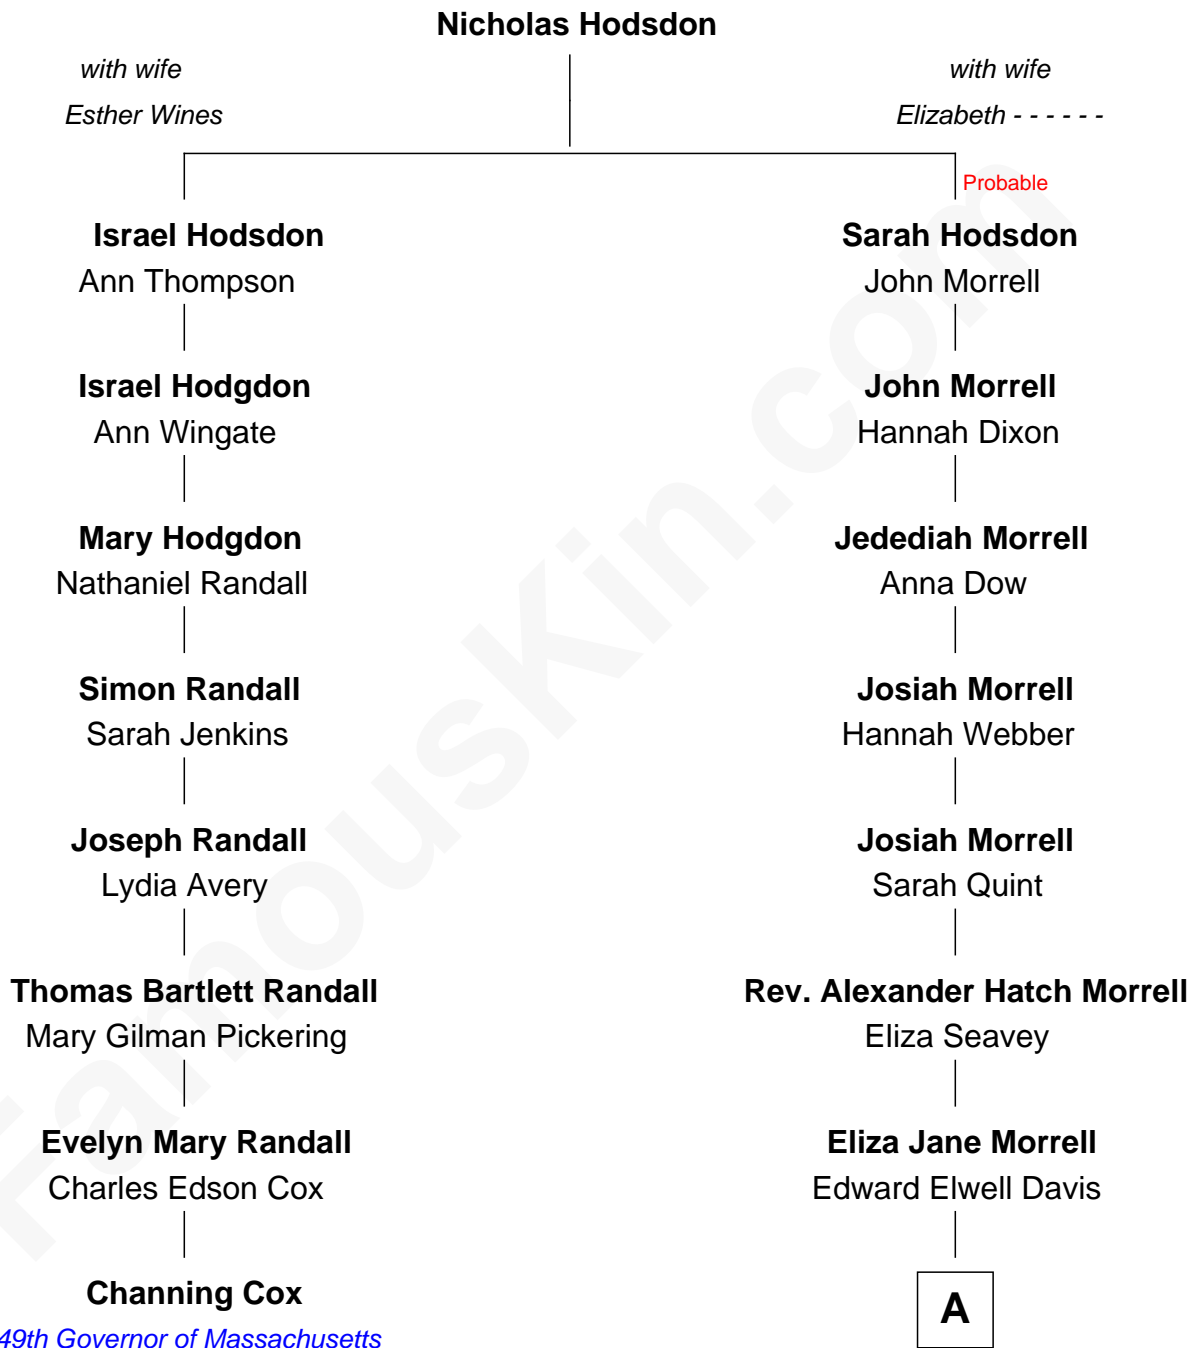 Nicholas Hodsdon
with wife
Esther Wines
with wife
Elizabeth - - - - - -
Probable
Israel Hodsdon
Ann Thompson
Sarah Hodsdon
John Morrell
Israel Hodgdon
Ann Wingate
John Morrell
Hannah Dixon
Mary Hodgdon
Nathaniel Randall
Jedediah Morrell
Anna Dow
Simon Randall
Sarah Jenkins
Josiah Morrell
Hannah Webber
Joseph Randall
Lydia Avery
Josiah Morrell
Sarah Quint
Thomas Bartlett Randall
Mary Gilman Pickering
Rev. Alexander Hatch Morrell
Eliza Seavey
Evelyn Mary Randall
Charles Edson Cox
Eliza Jane Morrell
Edward Elwell Davis
Channing Cox
49th Governor of Massachusetts
A
FamousKin.com